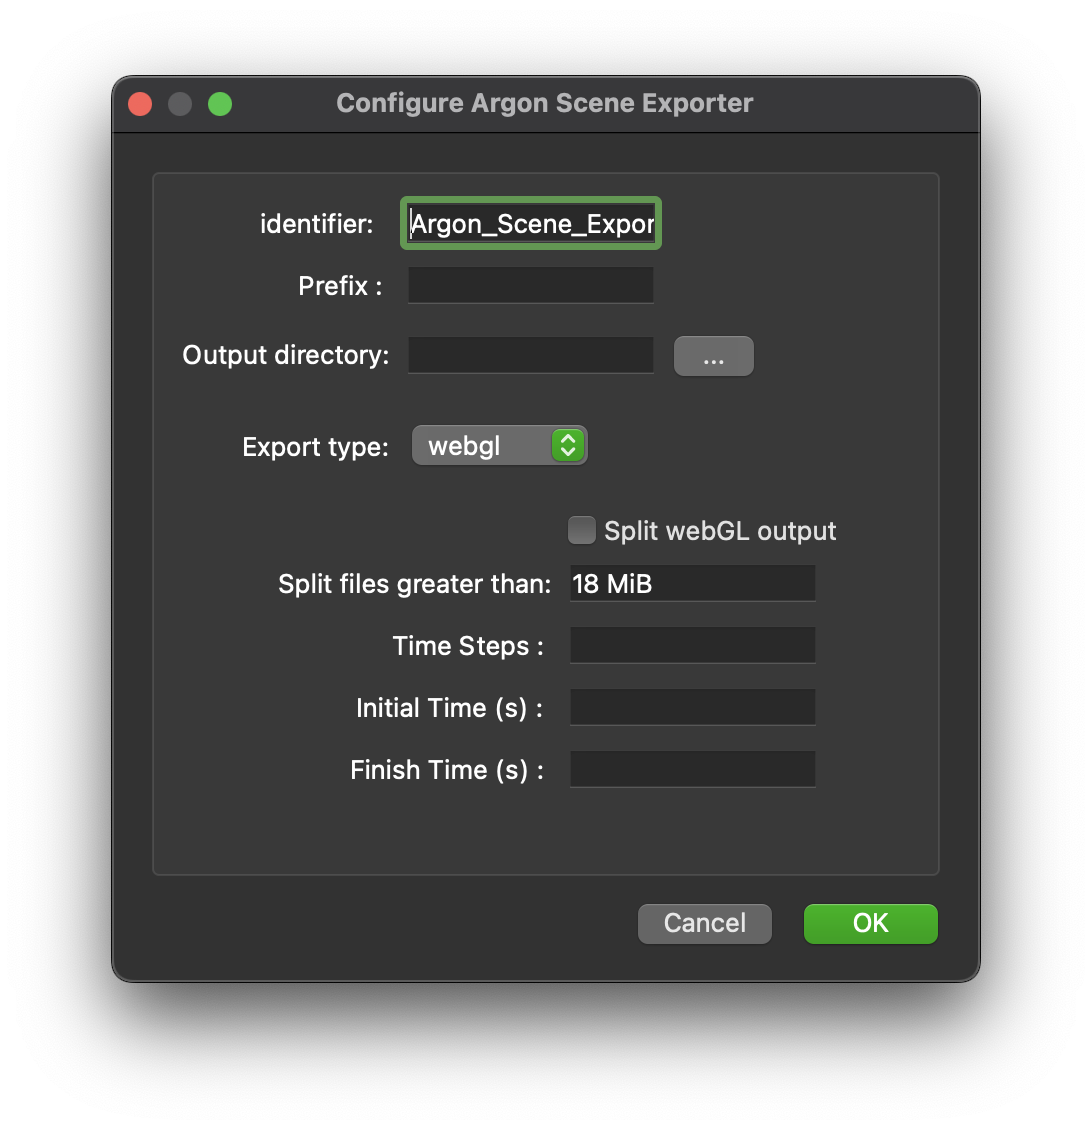 Configure Argon Scene Exporter
identifier: Argon_Scene_Expor
Prefix :
Output directory: ...
Export type: webgl
Split webGL output
Split files greater than: 18 MiB
Time Steps :
Initial Time (s) :
Finish Time (s) :
Cancel OK